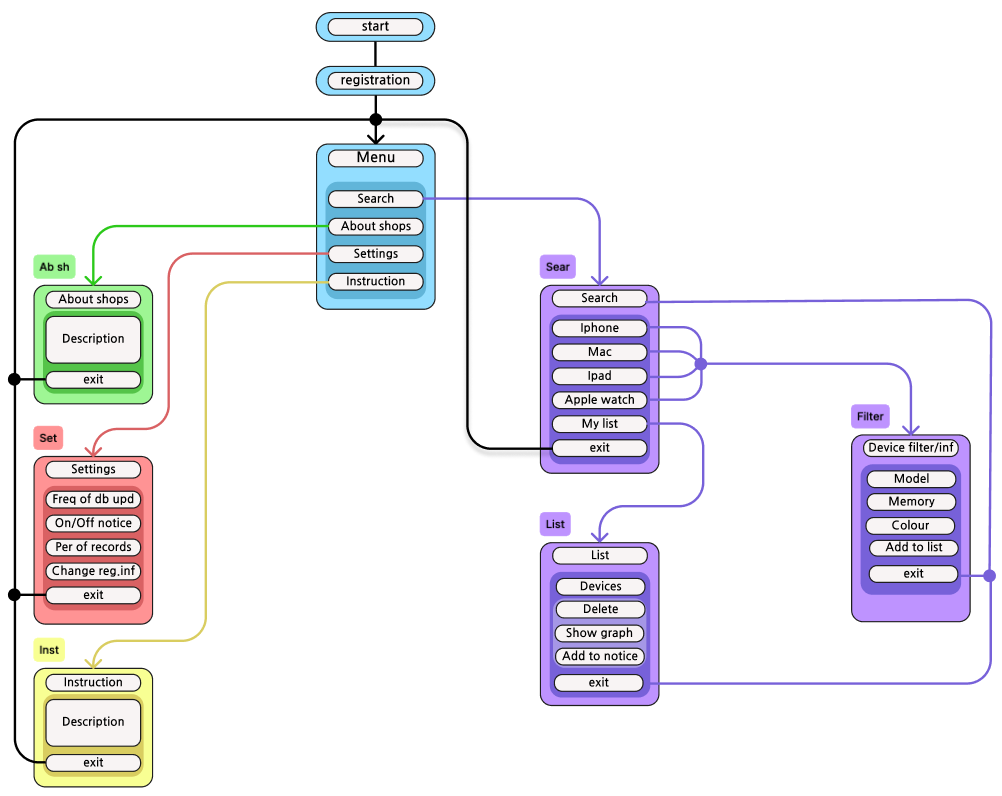 start
registration
Menu
Search
About shops
Settings
Instruction
Ab sh
About shops
Description
exit
Set
Settings
Freq of db upd
On/Off notice
Per of records
Change reg,inf
exit
Inst
Instruction
Description
exit
Sear
Search
Iphone
Mac
Ipad
Apple watch
My list
exit
List
List
Devices
Delete
Show graph
Add to notice
exit
Filter
Device filter/inf
Model
Memory
Colour
Add to list
exit